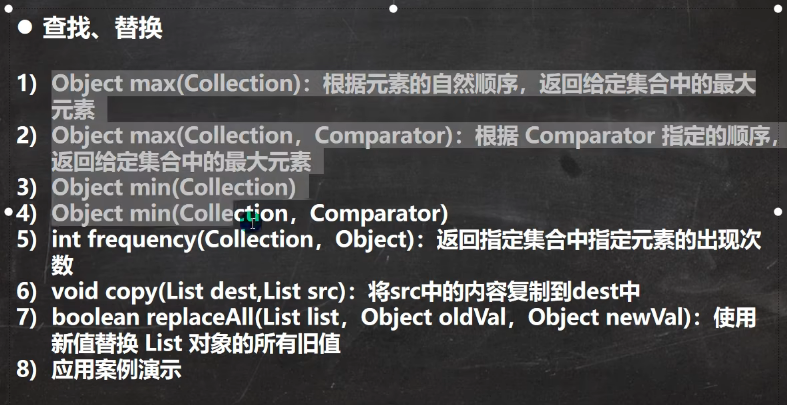 ● 查找、替换
1) Object max(Collection)：根据元素的自然顺序，返回给定集合中的最大
元素
2) Object max(Collection，Comparator)：根据 Comparator 指定的顺序，
返回给定集合中的最大元素
3) Object min(Collection)
4) Object min(Collection，Comparator)
5) int frequency(Collection，Object)：返回指定集合中指定元素的出现次
数
6) void copy(List dest,List src)：将src中的内容复制到dest中
7) boolean replaceAll(List list，Object oldVal，Object newVal)：使用
新值替换 List 对象的所有旧值
8) 应用案例演示